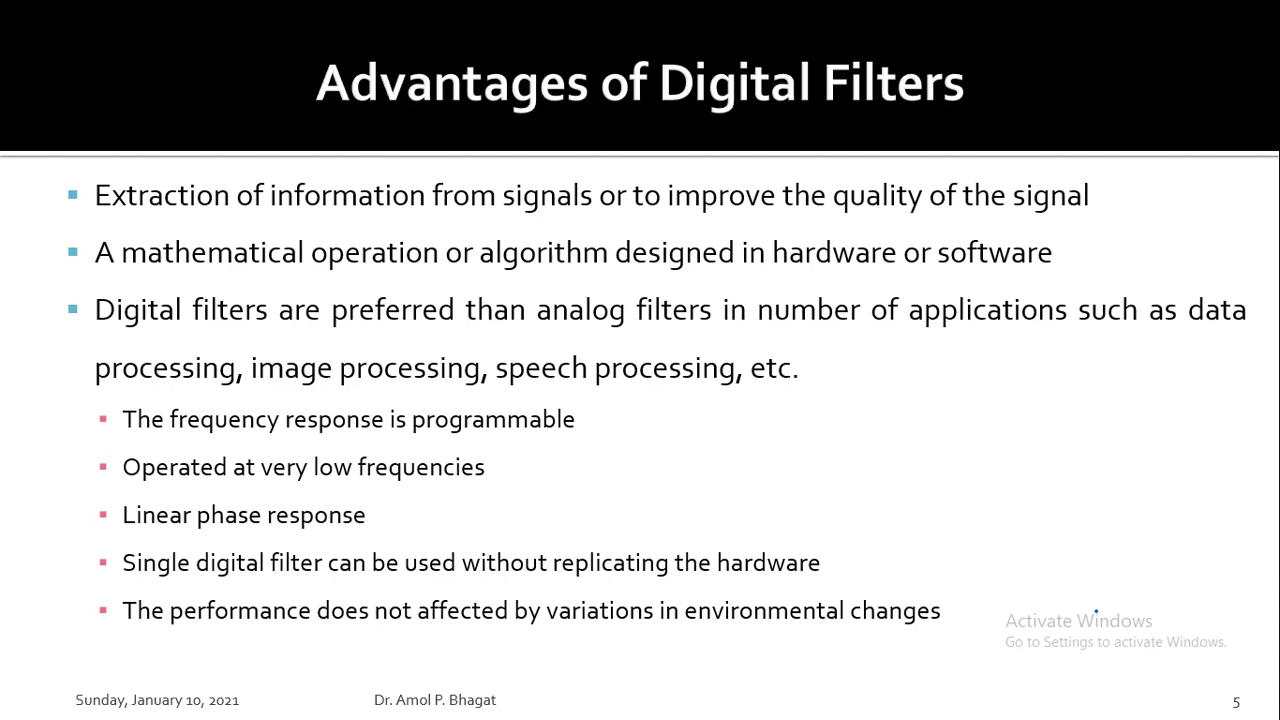 Advantages of Digital Filters
Extraction of information from signals or to improve the quality of the signal
A mathematical operation or algorithm designed in hardware or software
Digital filters are preferred than analog filters in number of applications such as data
processing, image processing, speech processing, etc.
The frequency response is programmable
Operated at very low frequencies
Linear phase response
Single digital filter can be used without replicating the hardware
The performance does not affected by variations in environmental changes
Activate Windows
Go to Settings to activate Windows.
Sunday, January 10, 2021 Dr. Amol P. Bhagat 5